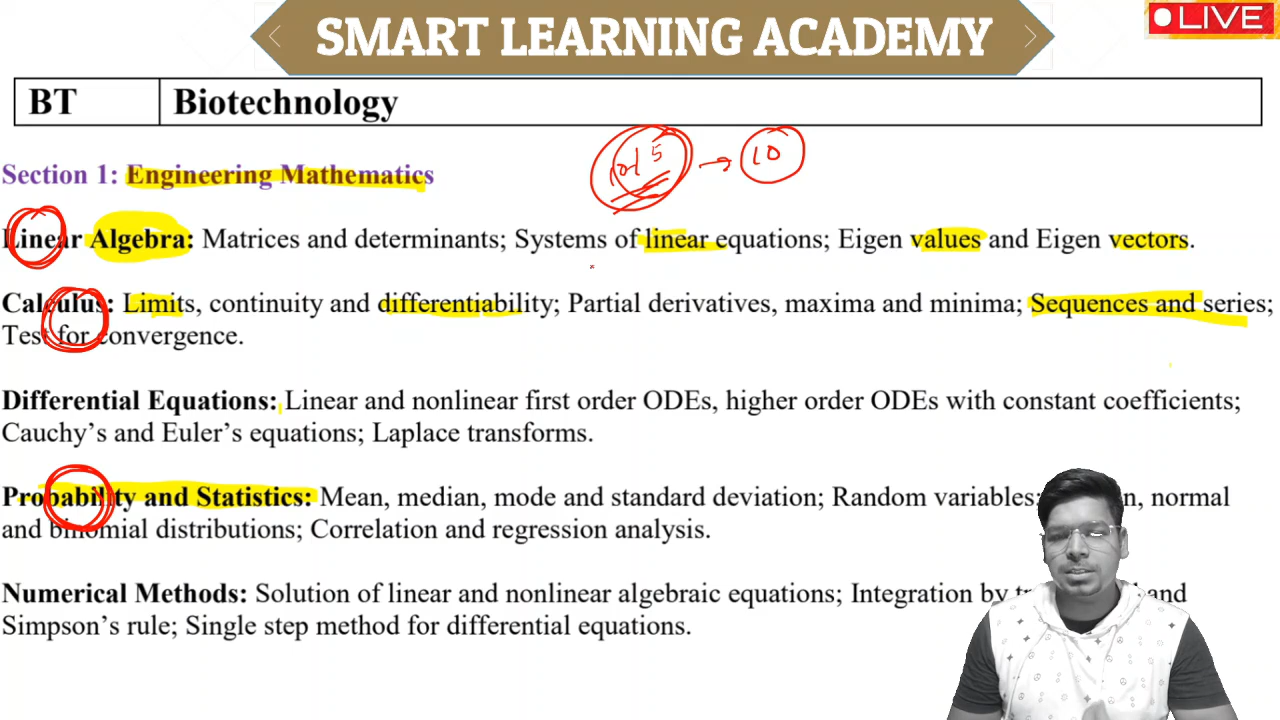 SMART LEARNING ACADEMY
LIVE
BT Biotechnology
5 → 10
Section 1: Engineering Mathematics
Linear Algebra: Matrices and determinants; Systems of linear equations; Eigen values and Eigen vectors.
Calculus: Limits, continuity and differentiability; Partial derivatives, maxima and minima; Sequences and series;
Test for convergence.
Differential Equations: Linear and nonlinear first order ODEs, higher order ODEs with constant coefficients;
Cauchy’s and Euler’s equations; Laplace transforms.
Probability and Statistics: Mean, median, mode and standard deviation; Random variables; normal
and binomial distributions; Correlation and regression analysis.
Numerical Methods: Solution of linear and nonlinear algebraic equations; Integration by and
Simpson’s rule; Single step method for differential equations.